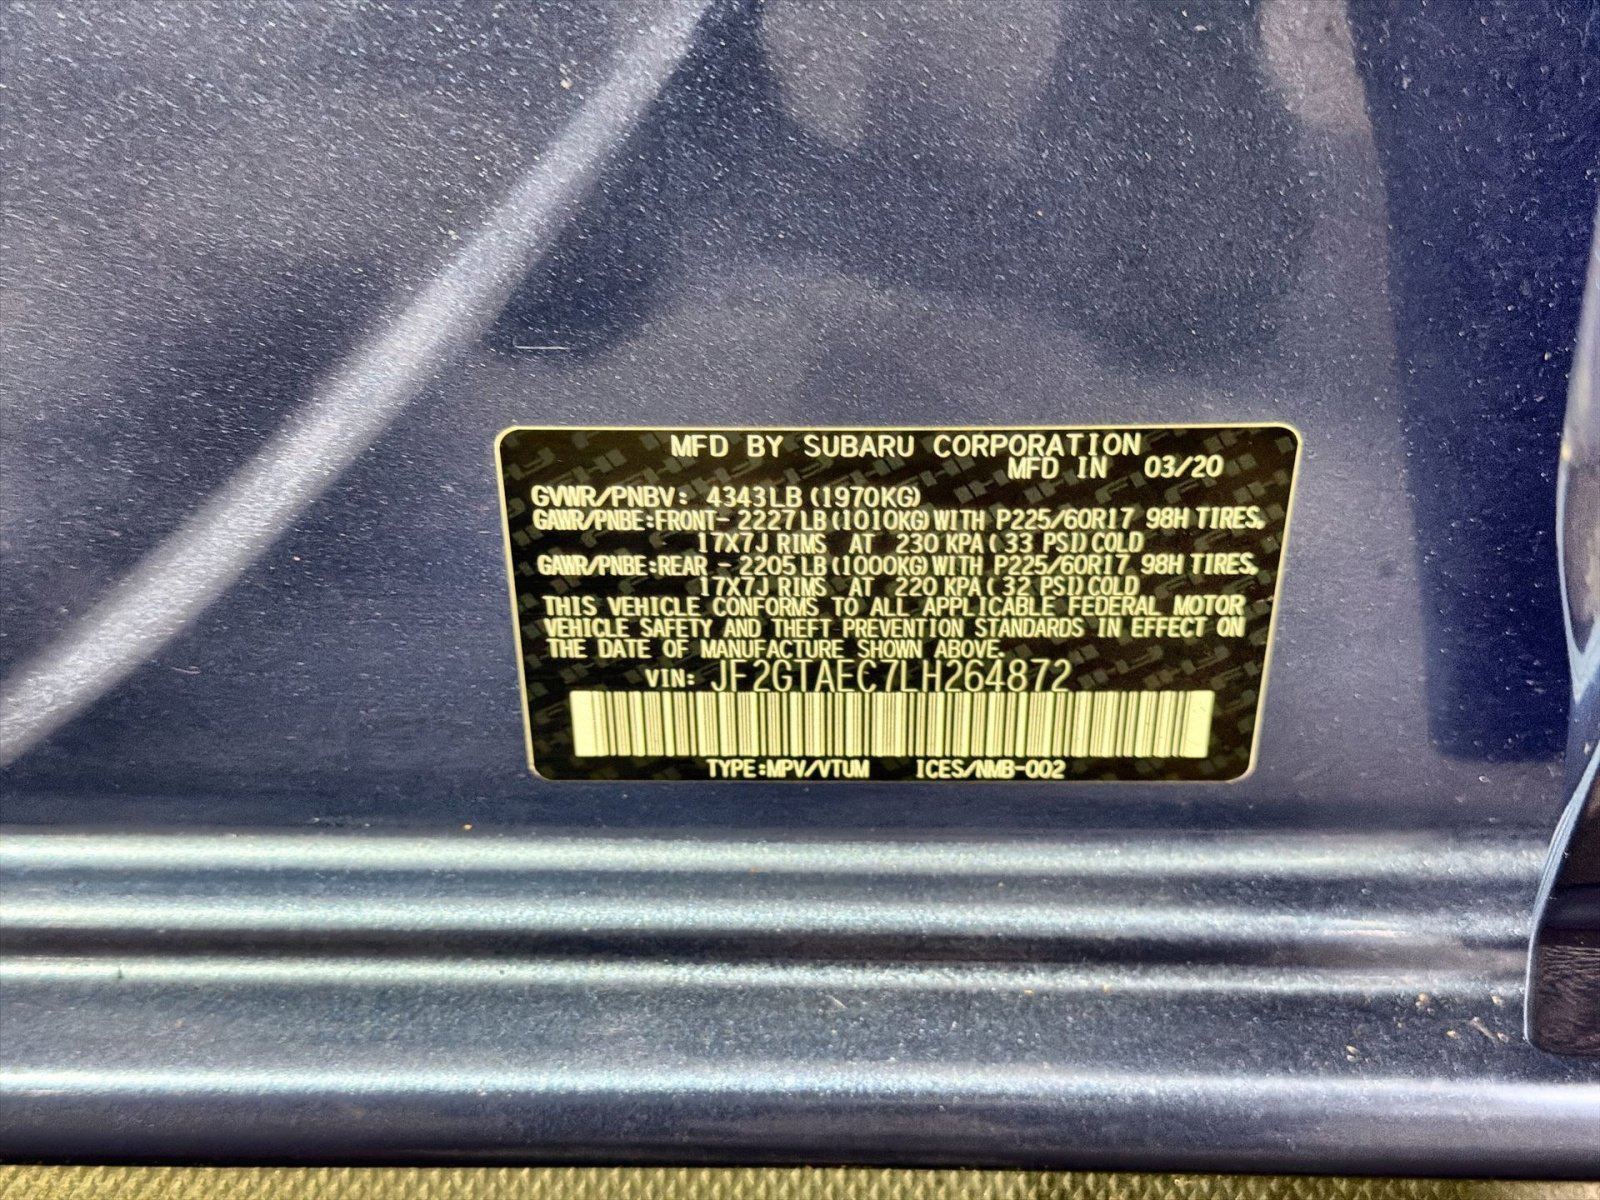 MFD BY SUBARU CORPORATION
MFD IN 03/20
GVWR/PNBV: 4343LB(1970KG)
GAWR/PNBE:FRONT- 2227LB(1010KG)WITH P225/60R17 98H TIRES,
17X7J RIMS AT 230 KPA( 33 PSI)COLD
GAWR/PNBE:REAR - 2205LB(1000KG)WITH P225/60R17 98H TIRES,
17X7J RIMS AT 220 KPA( 32 PSI)COLD
THIS VEHICLE CONFORMS TO ALL APPLICABLE FEDERAL MOTOR
VEHICLE SAFETY AND THEFT PREVENTION STANDARDS IN EFFECT ON
THE DATE OF MANUFACTURE SHOWN ABOVE.
VIN: JF2GTAEC7LH264872
TYPE:MPV/VTUM ICES/NMB-002